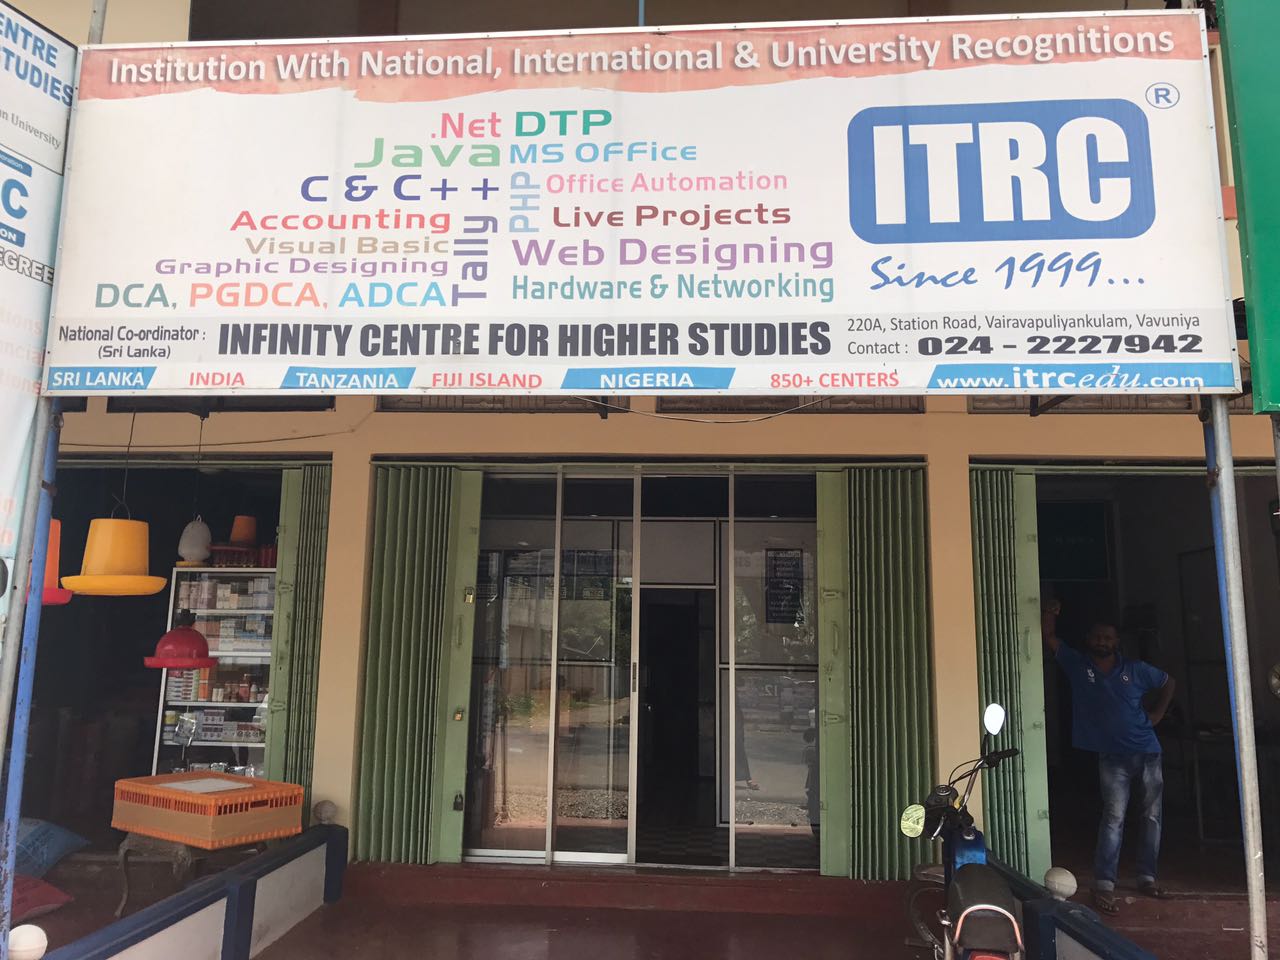 ENTRE
STUDIES
n University
oration
C
ION
EGREE
Institution With National, International & University Recognitions
.Net DTP
Java MS OFFice
C & C++ PHP Office Automation
Accounting Tally Live Projects
Visual Basic
Web Designing
Graphic Designing
DCA, PGDCA, ADCA
Hardware & Networking
ITRC ®
Since 1999...
National Co-ordinator :
(Sri Lanka)
INFINITY CENTRE FOR HIGHER STUDIES
220A, Station Road, Vairavapuliyankulam, Vavuniya
Contact : 024 - 2227942
SRI LANKA INDIA TANZANIA FIJI ISLAND NIGERIA 850+ CENTERS www.itrcedu.com